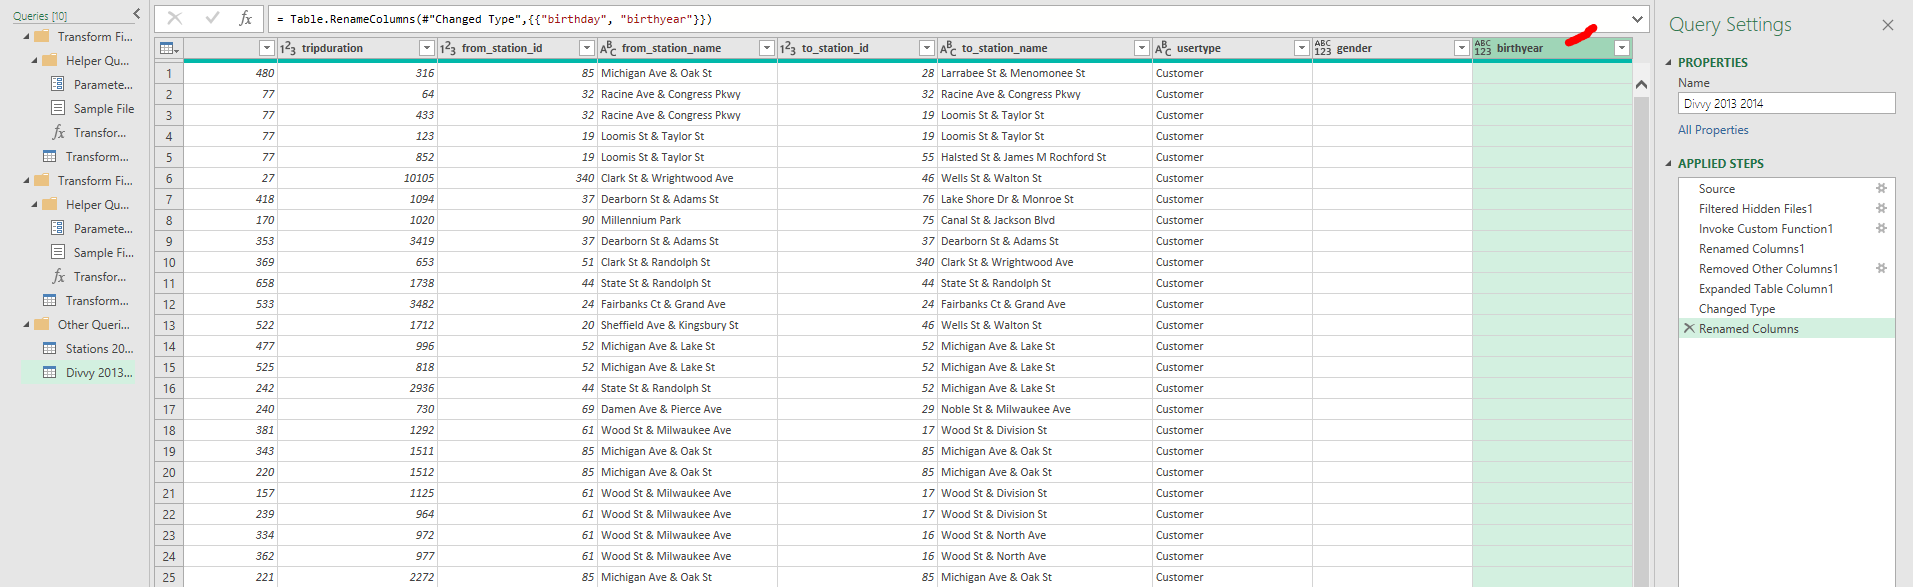 Queries [10]
Transform Fi...
Helper Qu...
Paramete...
Sample File
fx Transfor...
Transform...
Transform Fi...
Helper Qu...
Paramete...
Sample Fi...
fx Transfor...
Transform...
Other Queri...
Stations 20...
Divvy 2013...
fx = Table.RenameColumns(#"Changed Type",{{"birthday", "birthyear"}})
123 tripduration 123 from_station_id ABC from_station_name 123 to_station_id ABC to_station_name ABC usertype ABC 123 gender ABC 123 birthyear
1 480 316 85 Michigan Ave & Oak St 28 Larrabee St & Menomonee St Customer
2 77 64 32 Racine Ave & Congress Pkwy 32 Racine Ave & Congress Pkwy Customer
3 77 433 32 Racine Ave & Congress Pkwy 19 Loomis St & Taylor St Customer
4 77 123 19 Loomis St & Taylor St 19 Loomis St & Taylor St Customer
5 77 852 19 Loomis St & Taylor St 55 Halsted St & James M Rochford St Customer
6 27 10105 340 Clark St & Wrightwood Ave 46 Wells St & Walton St Customer
7 418 1094 37 Dearborn St & Adams St 76 Lake Shore Dr & Monroe St Customer
8 170 1020 90 Millennium Park 75 Canal St & Jackson Blvd Customer
9 353 3419 37 Dearborn St & Adams St 37 Dearborn St & Adams St Customer
10 369 653 51 Clark St & Randolph St 340 Clark St & Wrightwood Ave Customer
11 658 1738 44 State St & Randolph St 44 State St & Randolph St Customer
12 533 3482 24 Fairbanks Ct & Grand Ave 24 Fairbanks Ct & Grand Ave Customer
13 522 1712 20 Sheffield Ave & Kingsbury St 46 Wells St & Walton St Customer
14 477 996 52 Michigan Ave & Lake St 52 Michigan Ave & Lake St Customer
15 525 818 52 Michigan Ave & Lake St 52 Michigan Ave & Lake St Customer
16 242 2936 44 State St & Randolph St 52 Michigan Ave & Lake St Customer
17 240 730 69 Damen Ave & Pierce Ave 29 Noble St & Milwaukee Ave Customer
18 381 1292 61 Wood St & Milwaukee Ave 17 Wood St & Division St Customer
19 343 1511 85 Michigan Ave & Oak St 85 Michigan Ave & Oak St Customer
20 220 1512 85 Michigan Ave & Oak St 85 Michigan Ave & Oak St Customer
21 157 1125 61 Wood St & Milwaukee Ave 17 Wood St & Division St Customer
22 239 964 61 Wood St & Milwaukee Ave 17 Wood St & Division St Customer
23 334 972 61 Wood St & Milwaukee Ave 16 Wood St & North Ave Customer
24 362 977 61 Wood St & Milwaukee Ave 16 Wood St & North Ave Customer
25 221 2272 85 Michigan Ave & Oak St 85 Michigan Ave & Oak St Customer
Query Settings
PROPERTIES
Name
Divvy 2013 2014
All Properties
APPLIED STEPS
Source
Filtered Hidden Files1
Invoke Custom Function1
Renamed Columns1
Removed Other Columns1
Expanded Table Column1
Changed Type
Renamed Columns